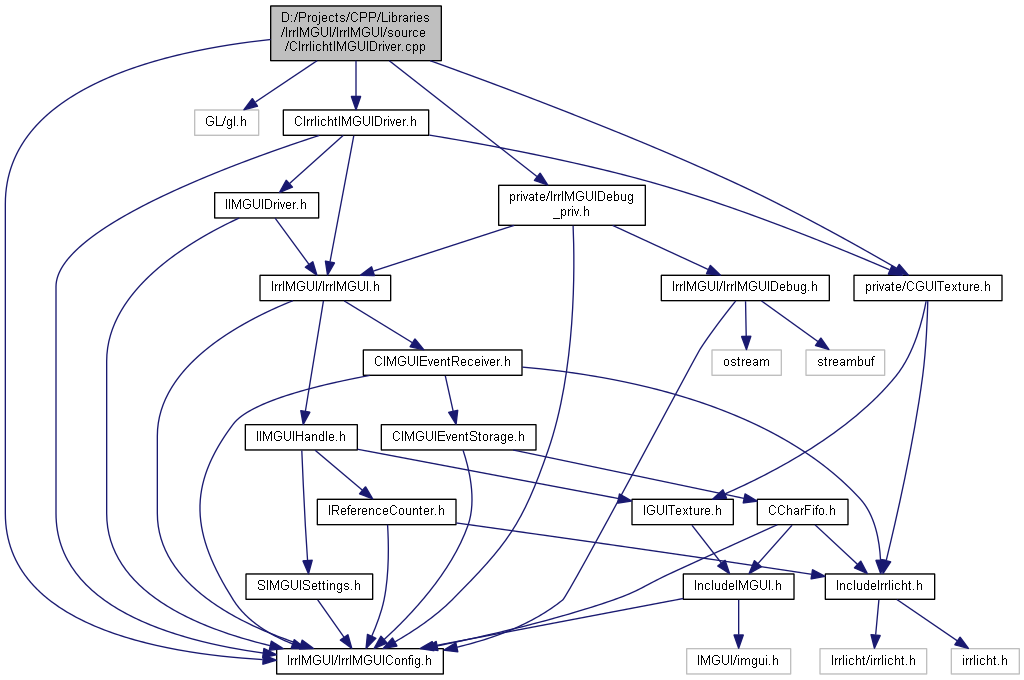 D:/Projects/CPP/Libraries
/IrrIMGUI/IrrIMGUI/source
/CIrrlichtIMGUIDriver.cpp
GL/gl.h
CIrrlichtIMGUIDriver.h
IIMGUIDriver.h
private/IrrIMGUIDebug
_priv.h
IrrIMGUI/IrrIMGUI.h
IrrIMGUI/IrrIMGUIDebug.h
private/CGUITexture.h
CIMGUIEventReceiver.h
ostream
streambuf
IIMGUIHandle.h
CIMGUIEventStorage.h
IReferenceCounter.h
IGUITexture.h
CCharFifo.h
SIMGUISettings.h
IncludeIMGUI.h
IncludeIrrlicht.h
IrrIMGUI/IrrIMGUIConfig.h
IMGUI/imgui.h
Irrlicht/irrlicht.h
irrlicht.h